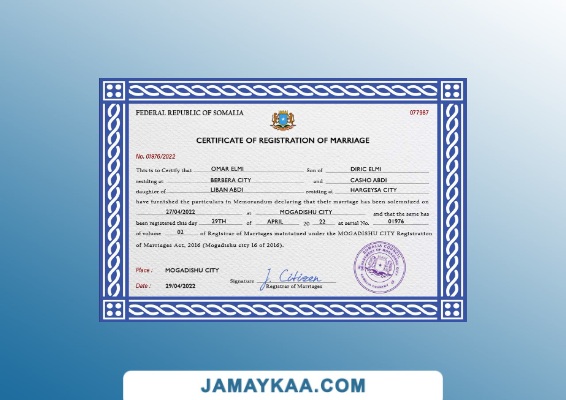 FEDERAL REPUBLIC OF SOMALIA 077987
CERTIFICATE OF REGISTRATION OF MARRIAGE
No. 01976/2022
This is to Certify that OMAR ELMI Son of DIRIC ELMI
residing at BERBERA CITY and CASHO ABDI
daughter of LIBAN ABDI residing at HARGEYSA CITY
have furnished the particulars in Memorandum declaring that their marriage has been solemnized on
27/04/2022 at MOGADISHU CITY and that the same has
been registered this day 29TH of APRIL 20 22 at serial No. 01976
of volume 02 of Registrar of Marriages maintained under the MOGADISHU CITY Registration
of Marriages Act, 2016 (Mogadishu city 16 of 2016).
Place : MOGADISHU CITY
Signature J. Citizen
Registrar of Marriages
Date : 29/04/2022
JAMAYKAA.COM